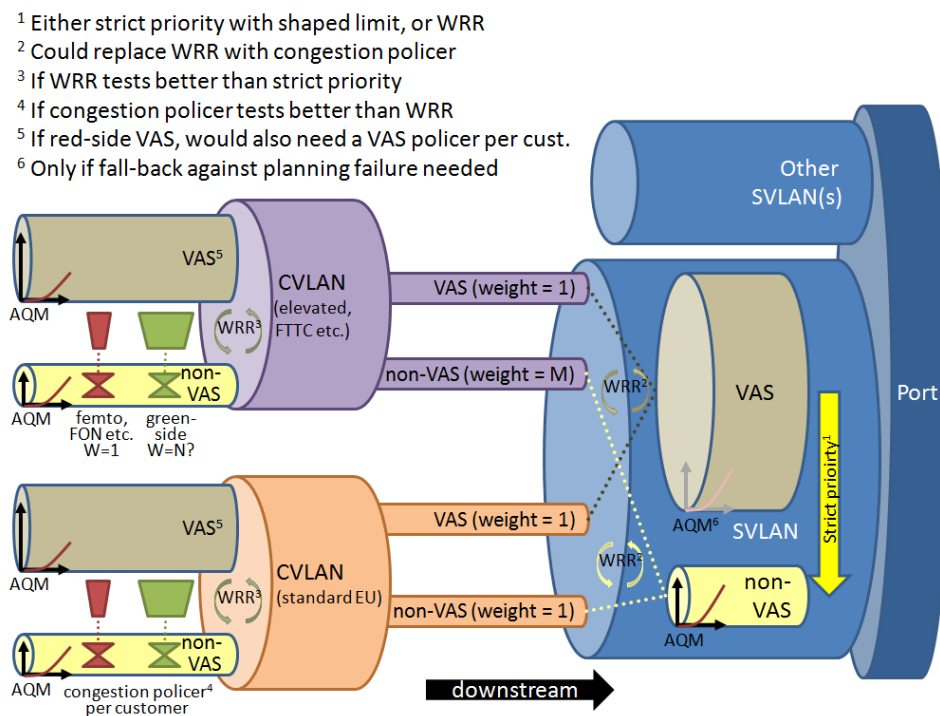 ¹ Either strict priority with shaped limit, or WRR
² Could replace WRR with congestion policer
³ If WRR tests better than strict priority
⁴ If congestion policer tests better than WRR
⁵ If red-side VAS, would also need a VAS policer per cust.
⁶ Only if fall-back against planning failure needed
Other
SVLAN(s)
VAS⁵
AQM
CVLAN
(elevated,
FTTC etc.)
WRR³
VAS (weight = 1)
non-VAS (weight = M)
non-
VAS
AQM
femto,
FON etc.
W=1
green-
side
W=N?
WRR²
VAS
Port
Strict prioirty¹
AQM⁶
SVLAN
VAS⁵
AQM
CVLAN
(standard EU)
WRR³
VAS (weight = 1)
non-VAS (weight = 1)
WRR²
non-
VAS
AQM
non-
VAS
AQM
congestion policer⁴
per customer
downstream